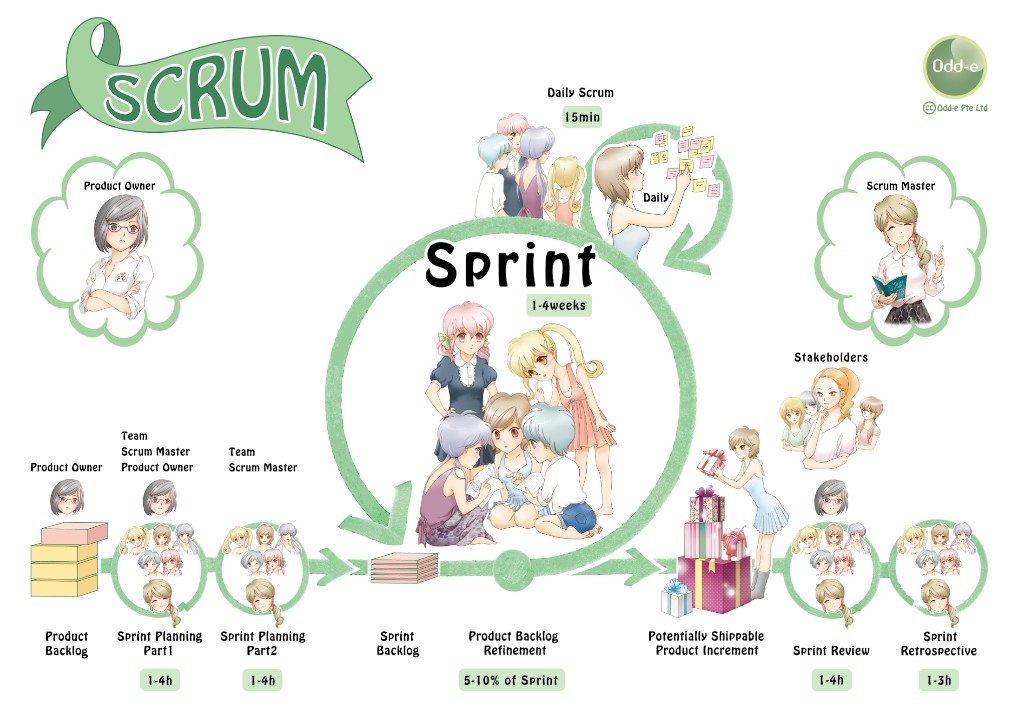 SCRUM
Odd-e
cc Odd-e Pte Ltd
Daily Scrum
15min
Daily
Product Owner
Scrum Master
Sprint
1-4weeks
Stakeholders
Product Owner
Team
Scrum Master
Product Owner
Team
Scrum Master
Product
Backlog
Sprint Planning
Part1
1-4h
Sprint Planning
Part2
1-4h
Sprint
Backlog
Product Backlog
Refinement
5-10% of Sprint
Potentially Shippable
Product Increment
Sprint Review
1-4h
Sprint
Retrospective
1-3h